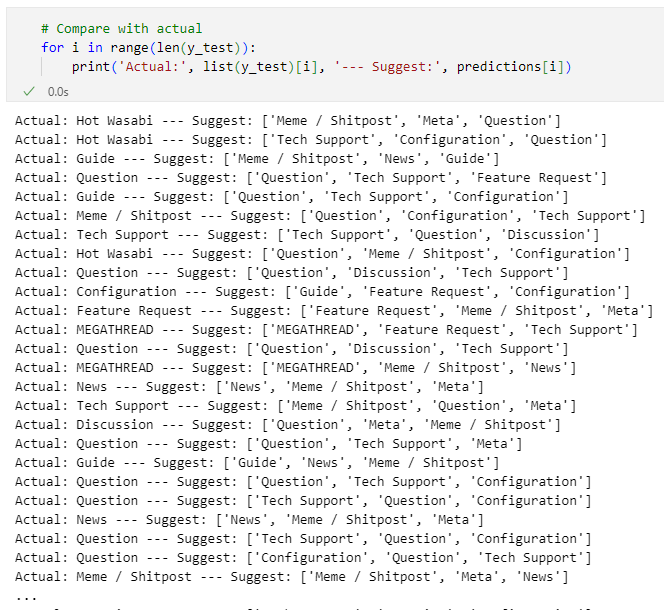 # Compare with actual
for i in range(len(y_test)):
print('Actual:', list(y_test)[i], '--- Suggest:', predictions[i])
0.0s
Actual: Hot Wasabi --- Suggest: ['Meme / Shitpost', 'Meta', 'Question']
Actual: Hot Wasabi --- Suggest: ['Tech Support', 'Configuration', 'Question']
Actual: Guide --- Suggest: ['Meme / Shitpost', 'News', 'Guide']
Actual: Question --- Suggest: ['Question', 'Tech Support', 'Feature Request']
Actual: Guide --- Suggest: ['Question', 'Tech Support', 'Configuration']
Actual: Meme / Shitpost --- Suggest: ['Question', 'Configuration', 'Tech Support']
Actual: Tech Support --- Suggest: ['Tech Support', 'Question', 'Discussion']
Actual: Hot Wasabi --- Suggest: ['Question', 'Meme / Shitpost', 'Configuration']
Actual: Question --- Suggest: ['Question', 'Discussion', 'Tech Support']
Actual: Configuration --- Suggest: ['Guide', 'Feature Request', 'Configuration']
Actual: Feature Request --- Suggest: ['Feature Request', 'Meme / Shitpost', 'Meta']
Actual: MEGATHREAD --- Suggest: ['MEGATHREAD', 'Feature Request', 'Tech Support']
Actual: Question --- Suggest: ['Question', 'Discussion', 'Tech Support']
Actual: MEGATHREAD --- Suggest: ['MEGATHREAD', 'Meme / Shitpost', 'News']
Actual: News --- Suggest: ['News', 'Meme / Shitpost', 'Meta']
Actual: Tech Support --- Suggest: ['Meme / Shitpost', 'Question', 'Meta']
Actual: Discussion --- Suggest: ['Question', 'Meta', 'Meme / Shitpost']
Actual: Question --- Suggest: ['Question', 'Tech Support', 'Meta']
Actual: Guide --- Suggest: ['Guide', 'News', 'Meme / Shitpost']
Actual: Question --- Suggest: ['Question', 'Tech Support', 'Configuration']
Actual: Question --- Suggest: ['Tech Support', 'Question', 'Configuration']
Actual: News --- Suggest: ['News', 'Meme / Shitpost', 'Meta']
Actual: Question --- Suggest: ['Tech Support', 'Question', 'Configuration']
Actual: Question --- Suggest: ['Configuration', 'Question', 'Tech Support']
Actual: Meme / Shitpost --- Suggest: ['Meme / Shitpost', 'Meta', 'News']
...